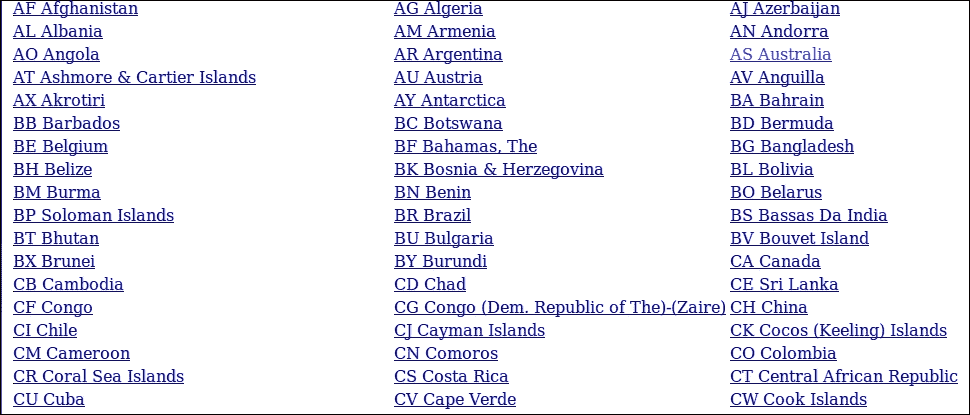 AF Afghanistan AG Algeria AJ Azerbaijan
AL Albania AM Armenia AN Andorra
AO Angola AR Argentina AS Australia
AT Ashmore & Cartier Islands AU Austria AV Anguilla
AX Akrotiri AY Antarctica BA Bahrain
BB Barbados BC Botswana BD Bermuda
BE Belgium BF Bahamas, The BG Bangladesh
BH Belize BK Bosnia & Herzegovina BL Bolivia
BM Burma BN Benin BO Belarus
BP Soloman Islands BR Brazil BS Bassas Da India
BT Bhutan BU Bulgaria BV Bouvet Island
BX Brunei BY Burundi CA Canada
CB Cambodia CD Chad CE Sri Lanka
CF Congo CG Congo (Dem. Republic of The)-(Zaire) CH China
CI Chile CJ Cayman Islands CK Cocos (Keeling) Islands
CM Cameroon CN Comoros CO Colombia
CR Coral Sea Islands CS Costa Rica CT Central African Republic
CU Cuba CV Cape Verde CW Cook Islands